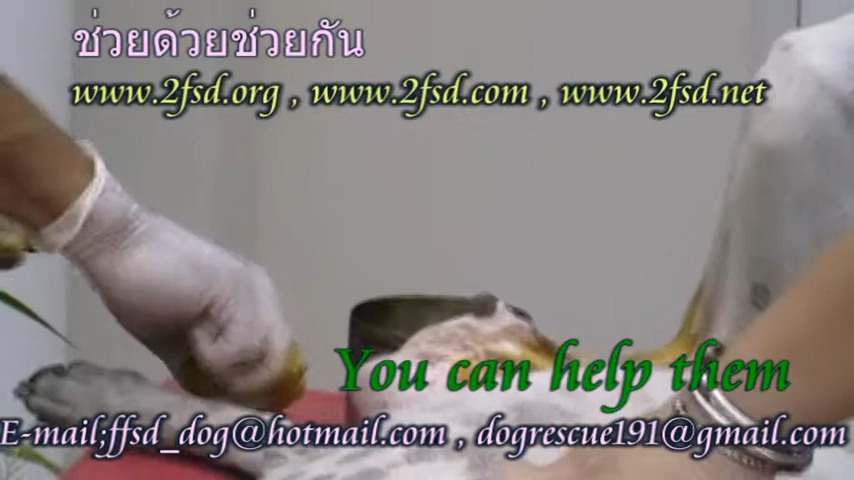 ช่วยด้วยช่วยกัน
www.2fsd.org , www.2fsd.com , www.2fsd.net
You can help them
E-mail;ffsd_dog@hotmail.com , dogrescue191@gmail.com